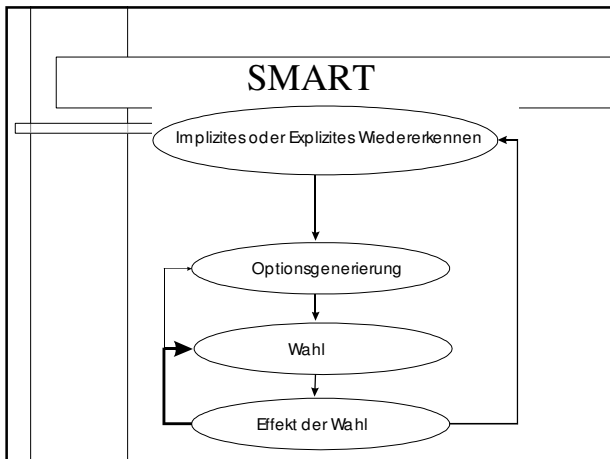 SMART
Implizites oder Explizites Wiedererkennen
Optionsgenerierung
Wahl
Effekt der Wahl